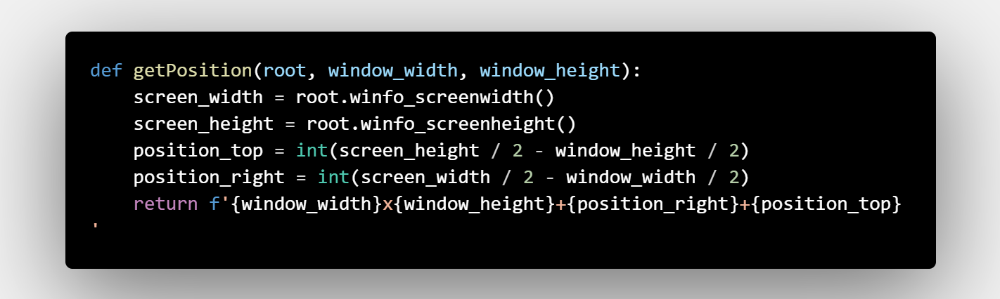 def getPosition(root, window_width, window_height):
    screen_width = root.winfo_screenwidth()
    screen_height = root.winfo_screenheight()
    position_top = int(screen_height / 2 - window_height / 2)
    position_right = int(screen_width / 2 - window_width / 2)
    return f'{window_width}x{window_height}+{position_right}+{position_top}
'